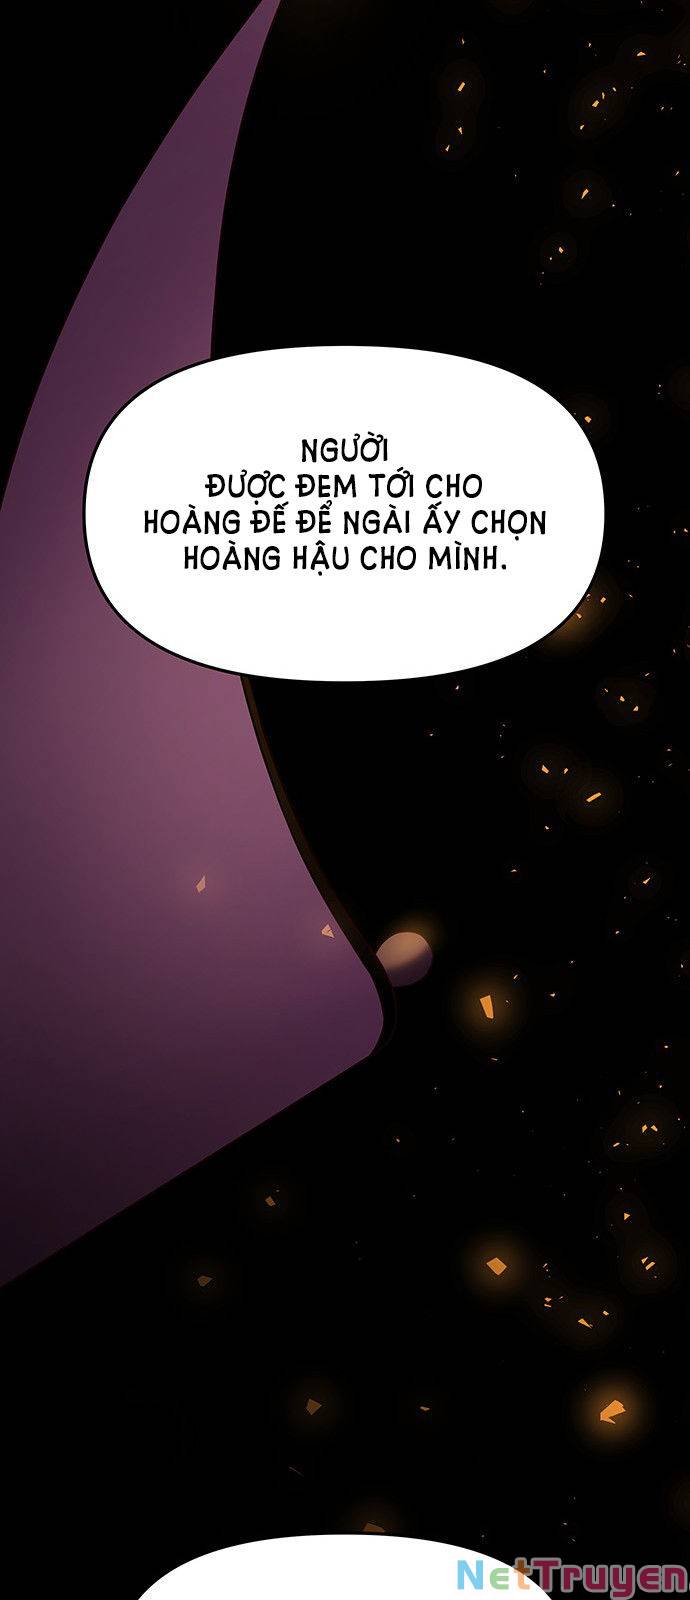 NGƯỜI
ĐƯỢC ĐEM TỚI CHO
HOÀNG ĐẾ ĐỂ NGÀI ẤY CHỌN
HOÀNG HẬU CHO MÌNH.
NetTruyen